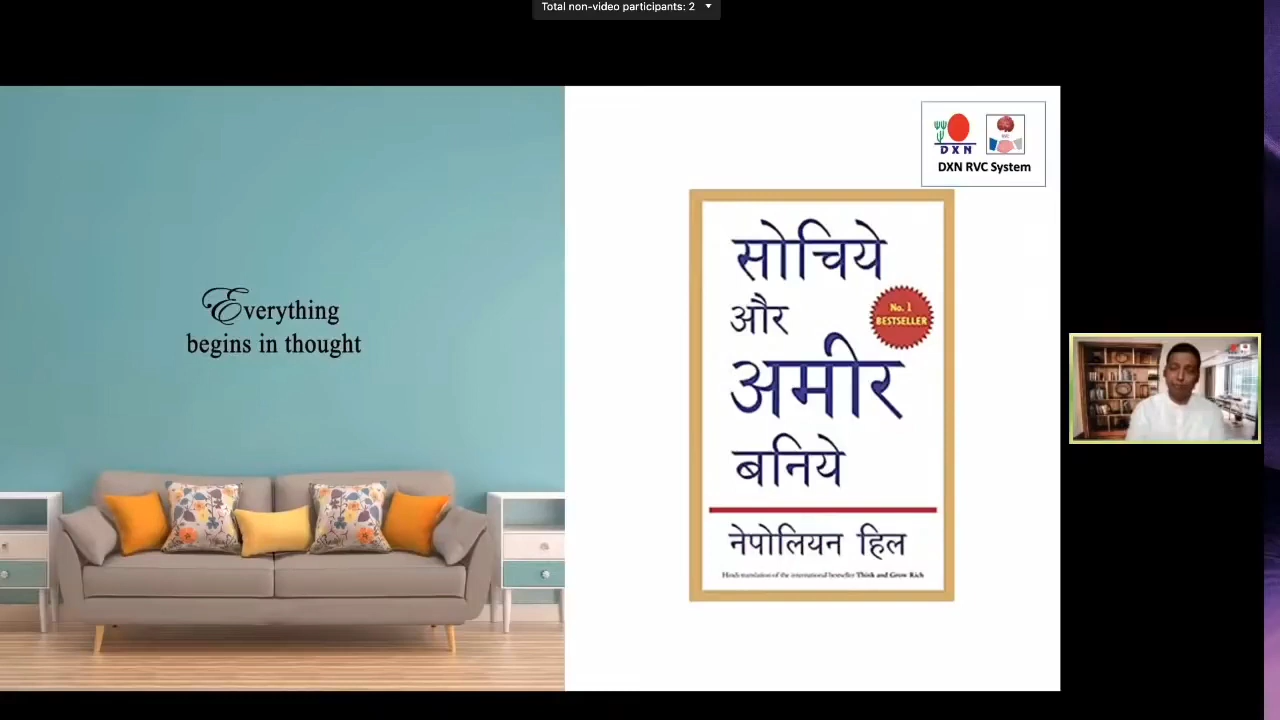 Total non-video participants: 2
Everything
begins in thought
DXN
DXN RVC System
सोचिये
और
No. 1
BESTSELLER
अमीर
बनिये
नेपोलियन हिल
Hindi translation of the international bestseller Think and Grow Rich